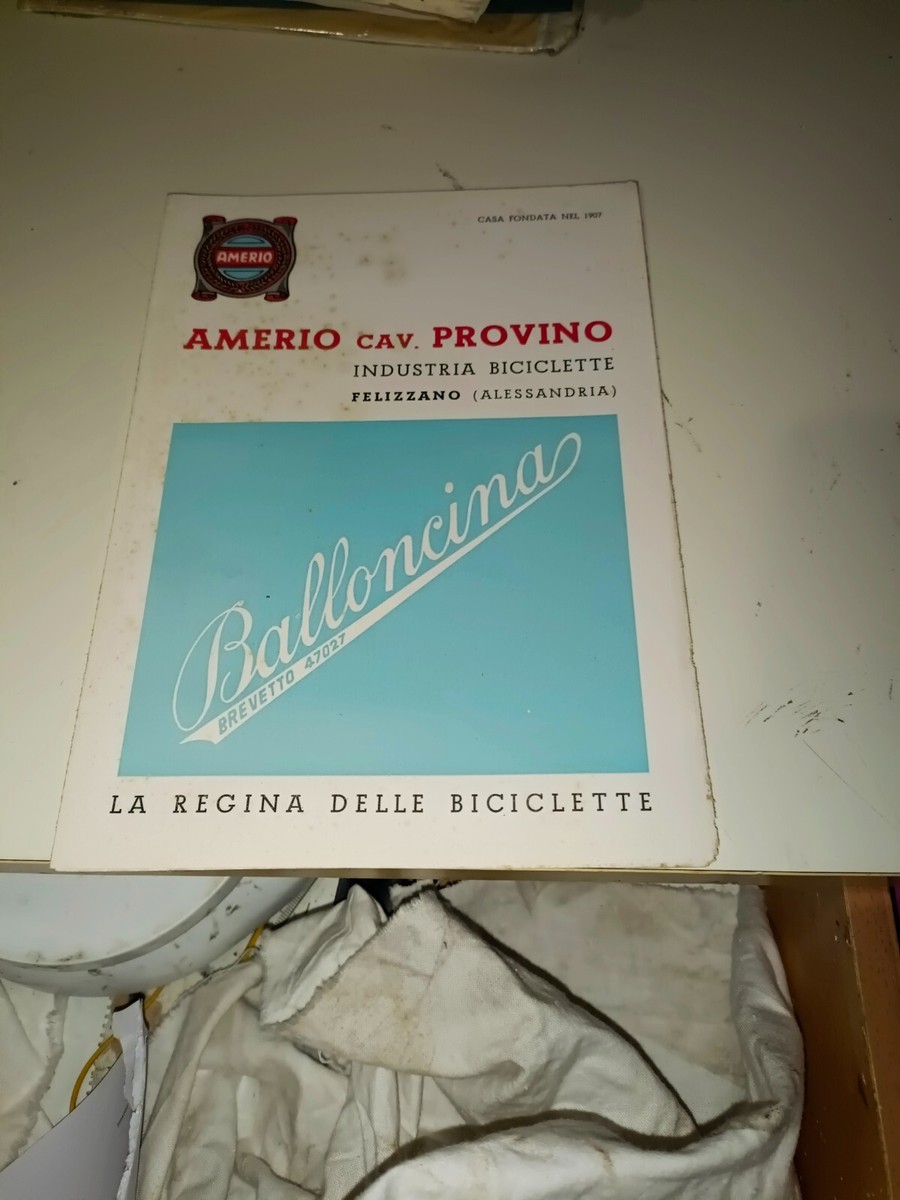 CASA FONDATA NEL 1907
AMERIO
AMERIO CAV. PROVINO
INDUSTRIA BICICLETTE
FELIZZANO (ALESSANDRIA)
Balloncina
BREVETTO 47027
LA REGINA DELLE BICICLETTE